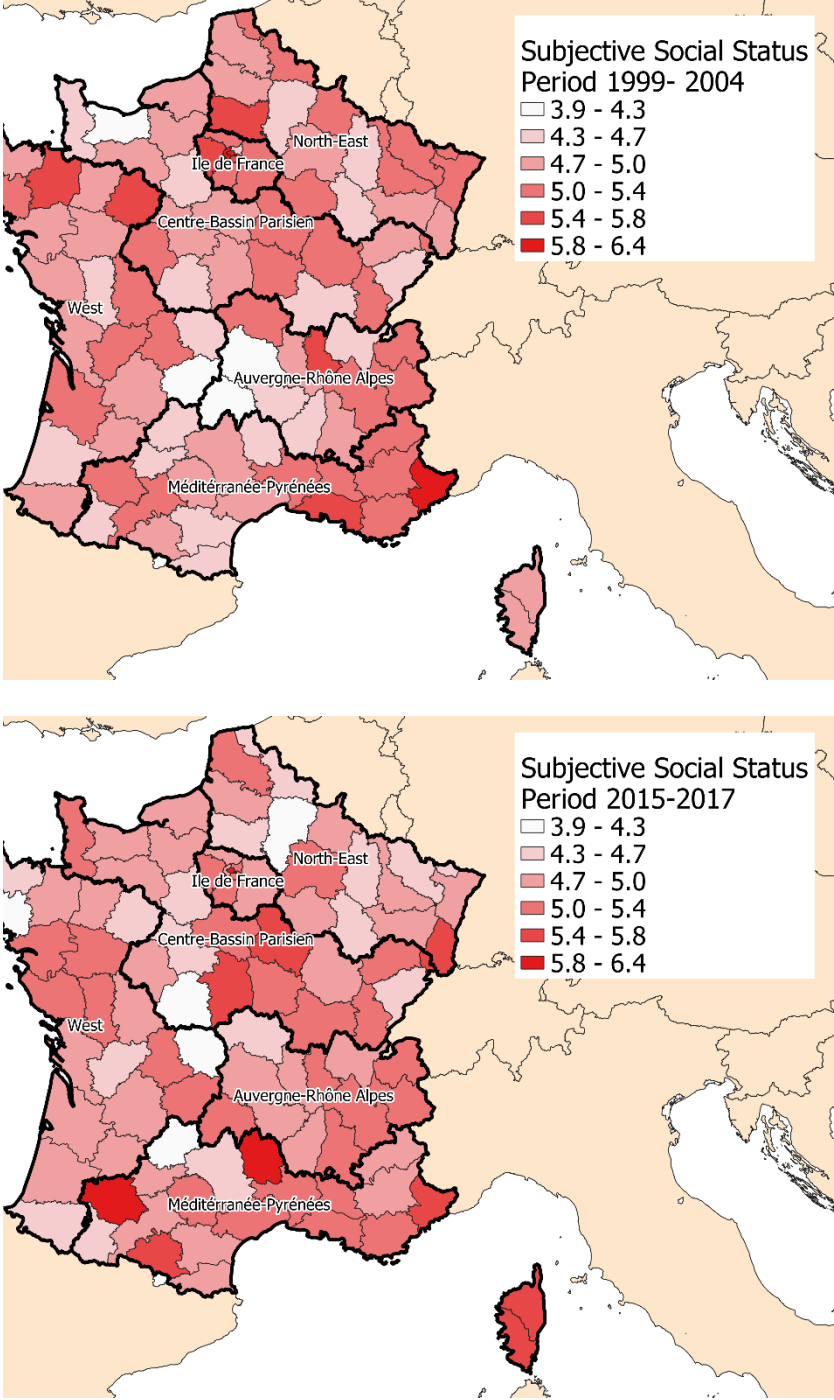 Subjective Social Status
Period 1999- 2004
3.9 - 4.3
4.3 - 4.7
4.7 - 5.0
5.0 - 5.4
5.4 - 5.8
5.8 - 6.4
North-East
Ile de France
Centre-Bassin Parisien
West
Auvergne-Rhône Alpes
Méditérranée-Pyrénées
Subjective Social Status
Period 2015-2017
3.9 - 4.3
4.3 - 4.7
4.7 - 5.0
5.0 - 5.4
5.4 - 5.8
5.8 - 6.4
North-East
Ile de France
Centre-Bassin Parisien
West
Auvergne-Rhône Alpes
Méditérranée-Pyrénées